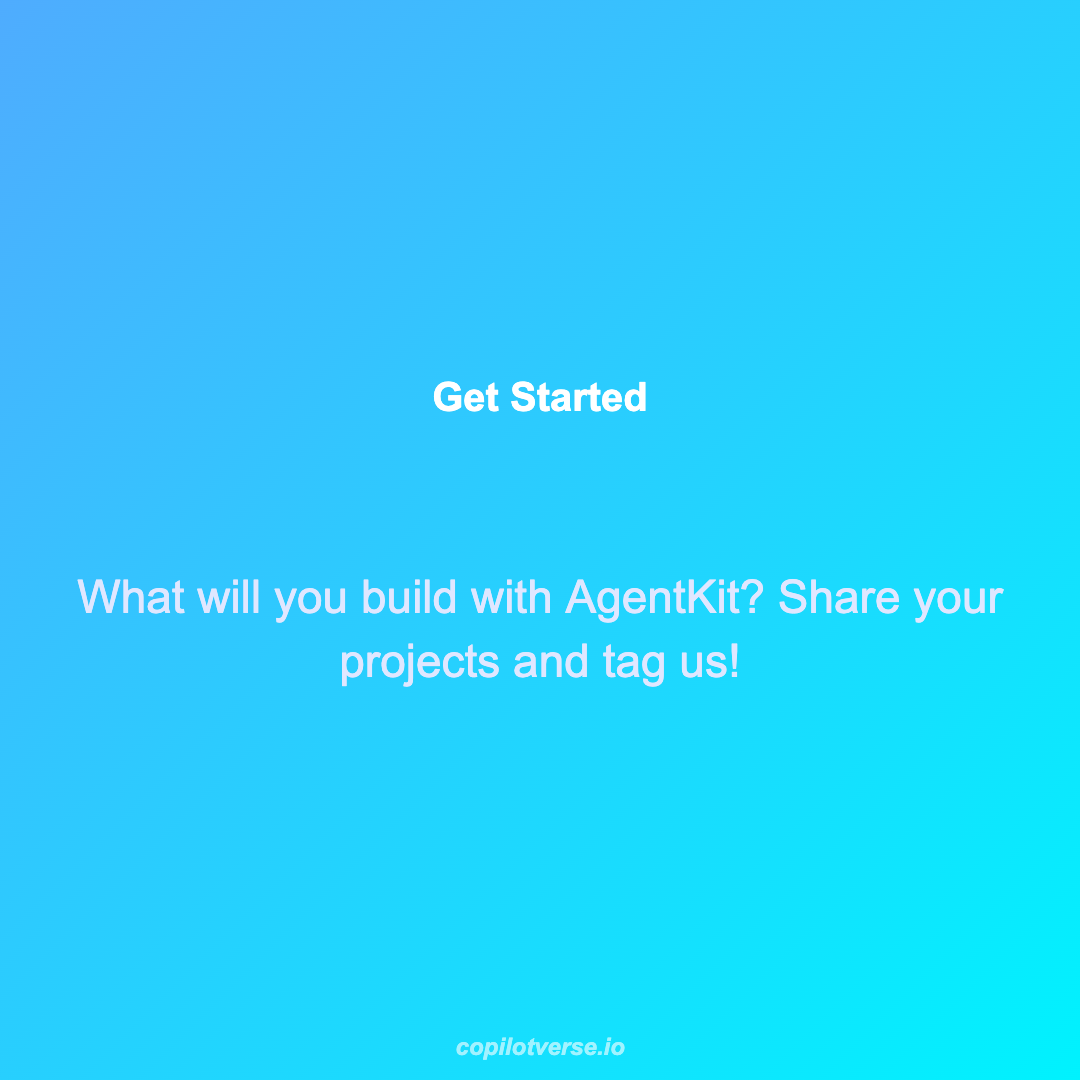 Get Started
What will you build with AgentKit? Share your
projects and tag us!
copilotverse.io